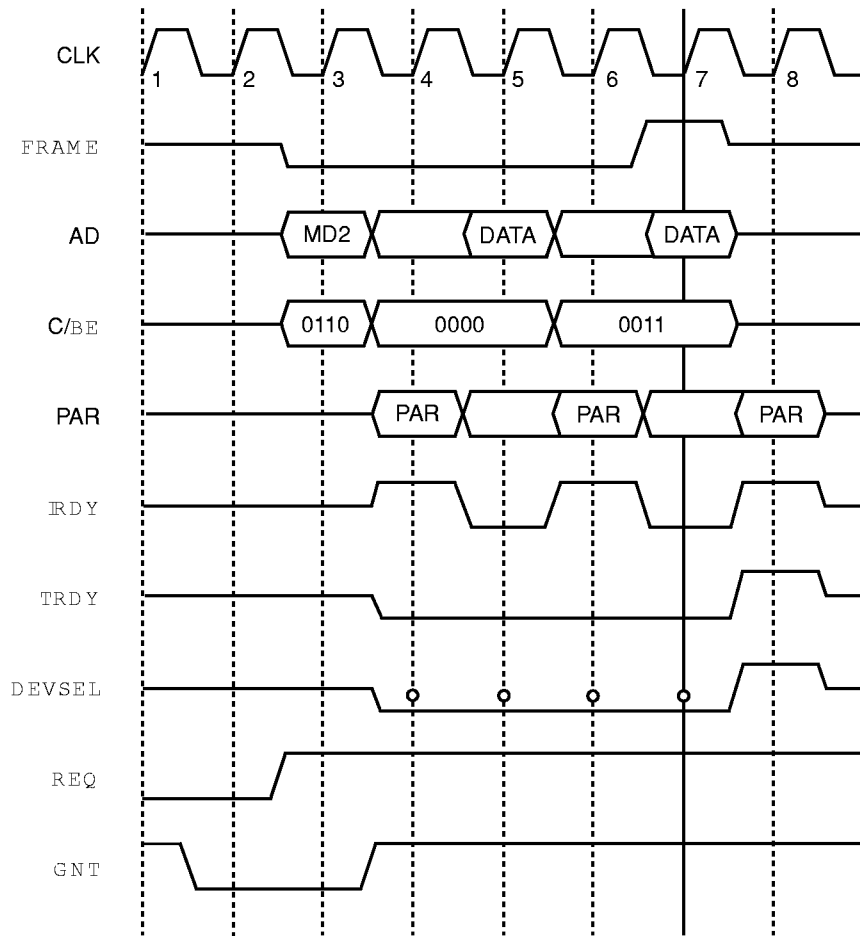 CLK
1 2 3 4 5 6 7 8
FRAME
AD MD2 DATA DATA
C/BE 0110 0000 0011
PAR PAR PAR PAR
IRDY
TRDY
DEVSEL
REQ
GNT